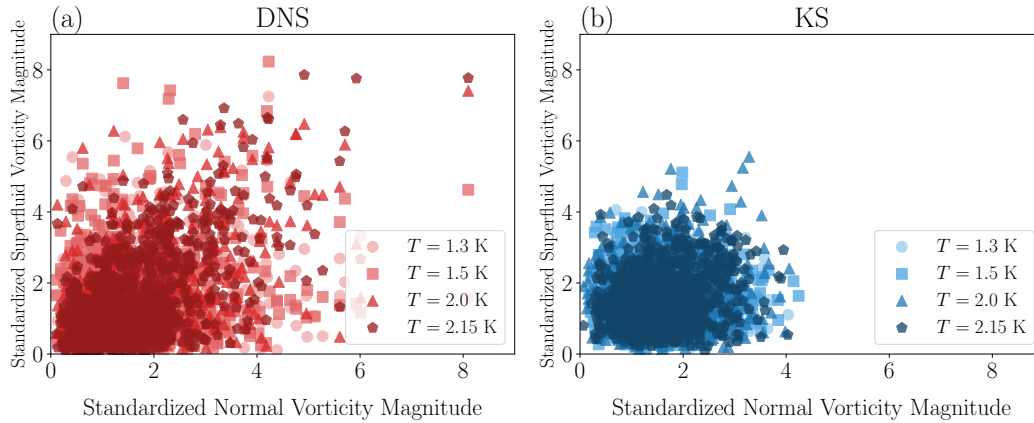 (a) DNS
Standardized Superfluid Vorticity Magnitude
8
6
4
2
0
T = 1.3 K
T = 1.5 K
T = 2.0 K
T = 2.15 K
0 2 4 6 8
Standardized Normal Vorticity Magnitude
(b) KS
Standardized Superfluid Vorticity Magnitude
8
6
4
2
0
T = 1.3 K
T = 1.5 K
T = 2.0 K
T = 2.15 K
0 2 4 6 8
Standardized Normal Vorticity Magnitude